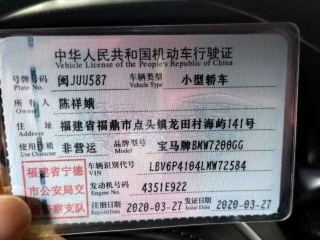 中华人民共和国机动车行驶证
Vehicle License of the People's Republic of China
号牌号码 闽JUU587 车辆类型 小型轿车
Plate No. Vehicle Type
所有人 陈祥娥
Owner
住址 福建省福鼎市点头镇龙田村海屿141号
Address
使用性质 非营运 品牌型号 宝马牌BMW7200GG
Use Character Model
福建省宁德
市公安局交
警察支队
车辆识别代号 LBV6P4104LMW72584
VIN
发动机号码 4351E922
Engine No.
注册日期 2020-03-27 发证日期 2020-03-27
Register Date Issue Date